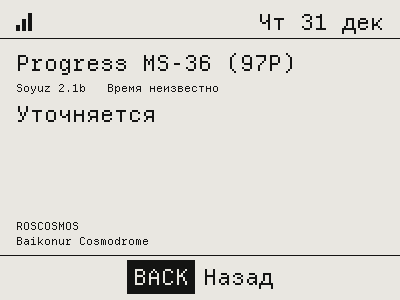 Чт 31 дек
Progress MS-36 (97P)
Soyuz 2.1b Время неизвестно
Уточняется
ROSCOSMOS
Baikonur Cosmodrome
BACK Назад